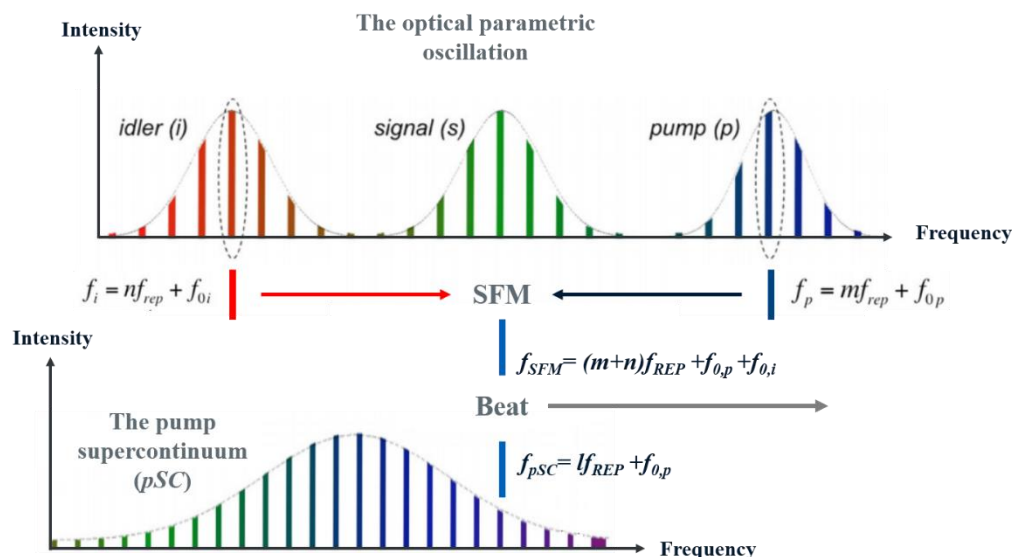 The optical parametric
oscillation
Intensity
idler (i)
signal (s)
pump (p)
Frequency
f_i = nf_rep + f_0i
SFM
f_p = mf_rep + f_0p
Intensity
f_SFM= (m+n)f_REP +f_0,p +f_0,i
Beat
The pump
supercontinuum
(pSC)
f_pSC= lf_REP +f_0,p
Frequency